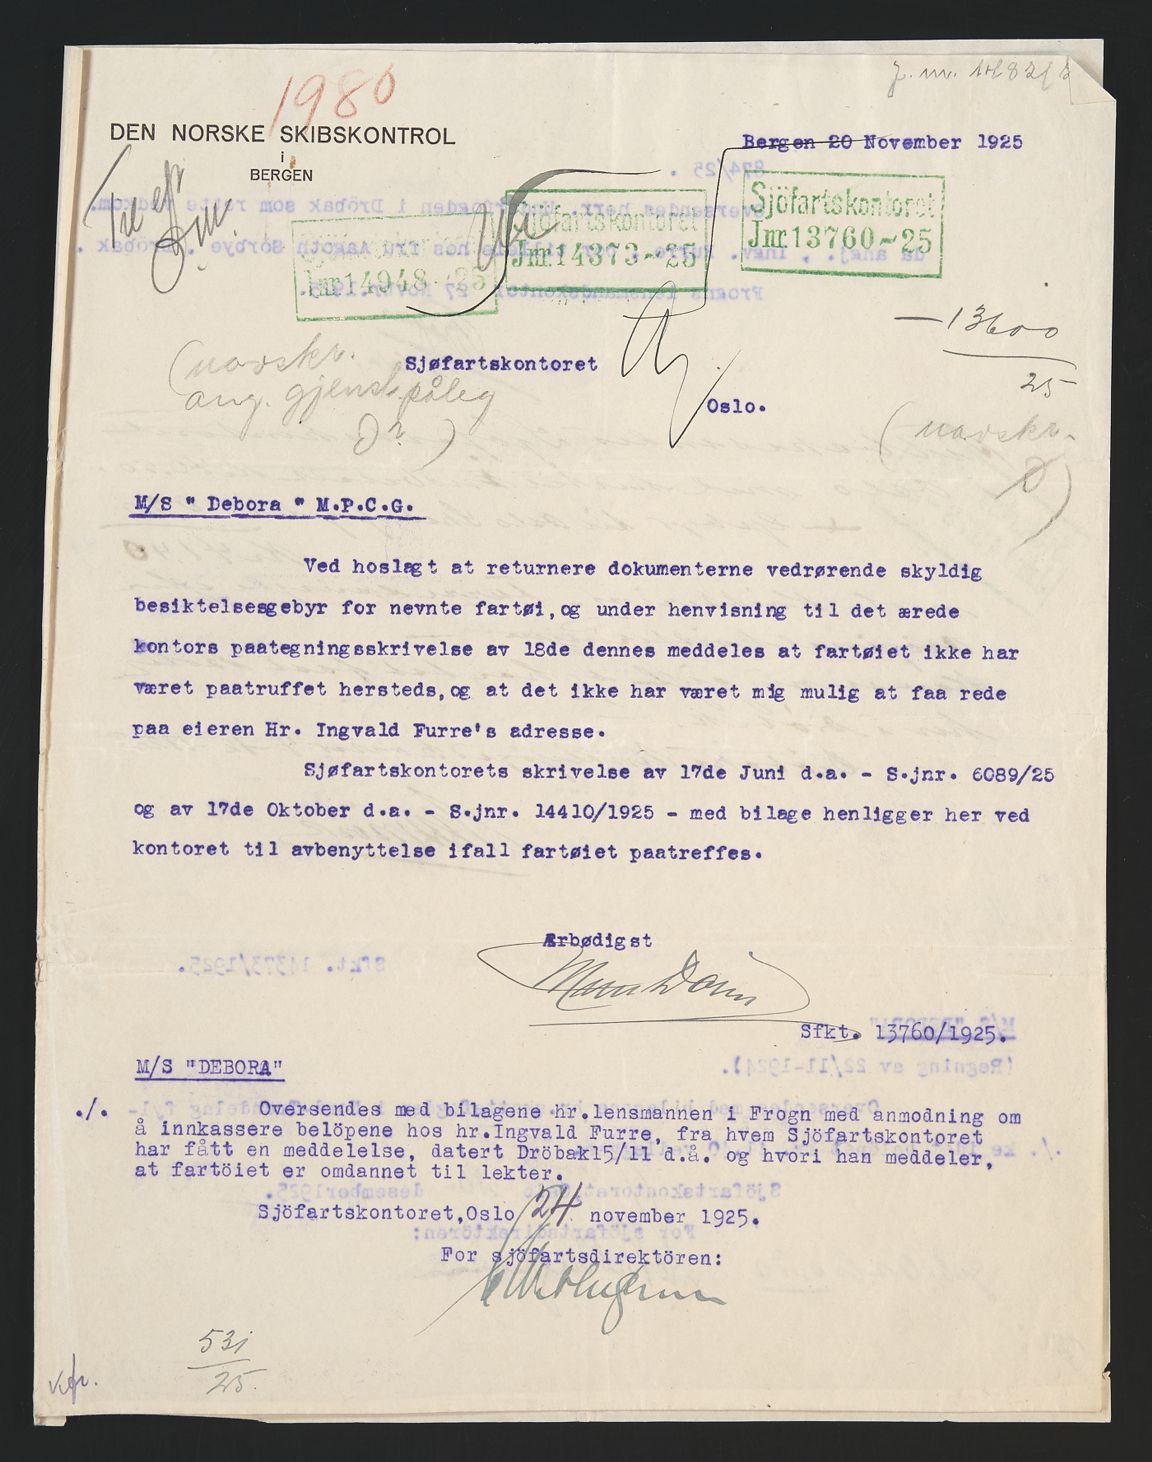 1980
DEN NORSKE SKIBSKONTROL
i
BERGEN
Bergen 20 November 1925
Sjöfartskontoret
Jnr. 13760 - 25
Sjöfartskontoret
Jnr. 14373 - 25
Jnr. 14948 - 25
- 13600
25
Sjøfartskontoret
Oslo.
(
ang. gjensk.påleg
)
M/S " Debora " M.P.C.G.
Ved hoslagt at returnere dokumenterne vedrørende skyldig
besiktelsesgebyr for nevnte fartøi, og under henvisning til det ærede
kontors paategningsskrivelse av 18de dennes meddeles at fartøiet ikke har
været paatruffet hersteds, og at det ikke har været mig mulig at faa rede
paa eieren Hr. Ingvald Furre's adresse.
Sjøfartskontorets skrivelse av 17de Juni d.a. - S.jnr. 6089/25
og av 17de Oktober d.a. - S.jnr. 14410/1925 - med bilage henligger her ved
kontoret til avbenyttelse ifall fartøiet paatreffes.
Ærbødigst
Sfkt. 13760/1925.
M/S "DEBORA"
./. Oversendes med bilagene hr.lensmannen i Frogn med anmodning om
å innkassere belöpene hos hr.Ingvald Furre, fra hvem Sjöfartskontoret
har fått en meddelelse, datert Dröbak15/11 d.å. og hvori han meddeler,
at fartöiet er omdannet til lekter.
Sjöfartskontoret,Oslo 24 november 1925.
For sjöfartsdirektören:
531
25.